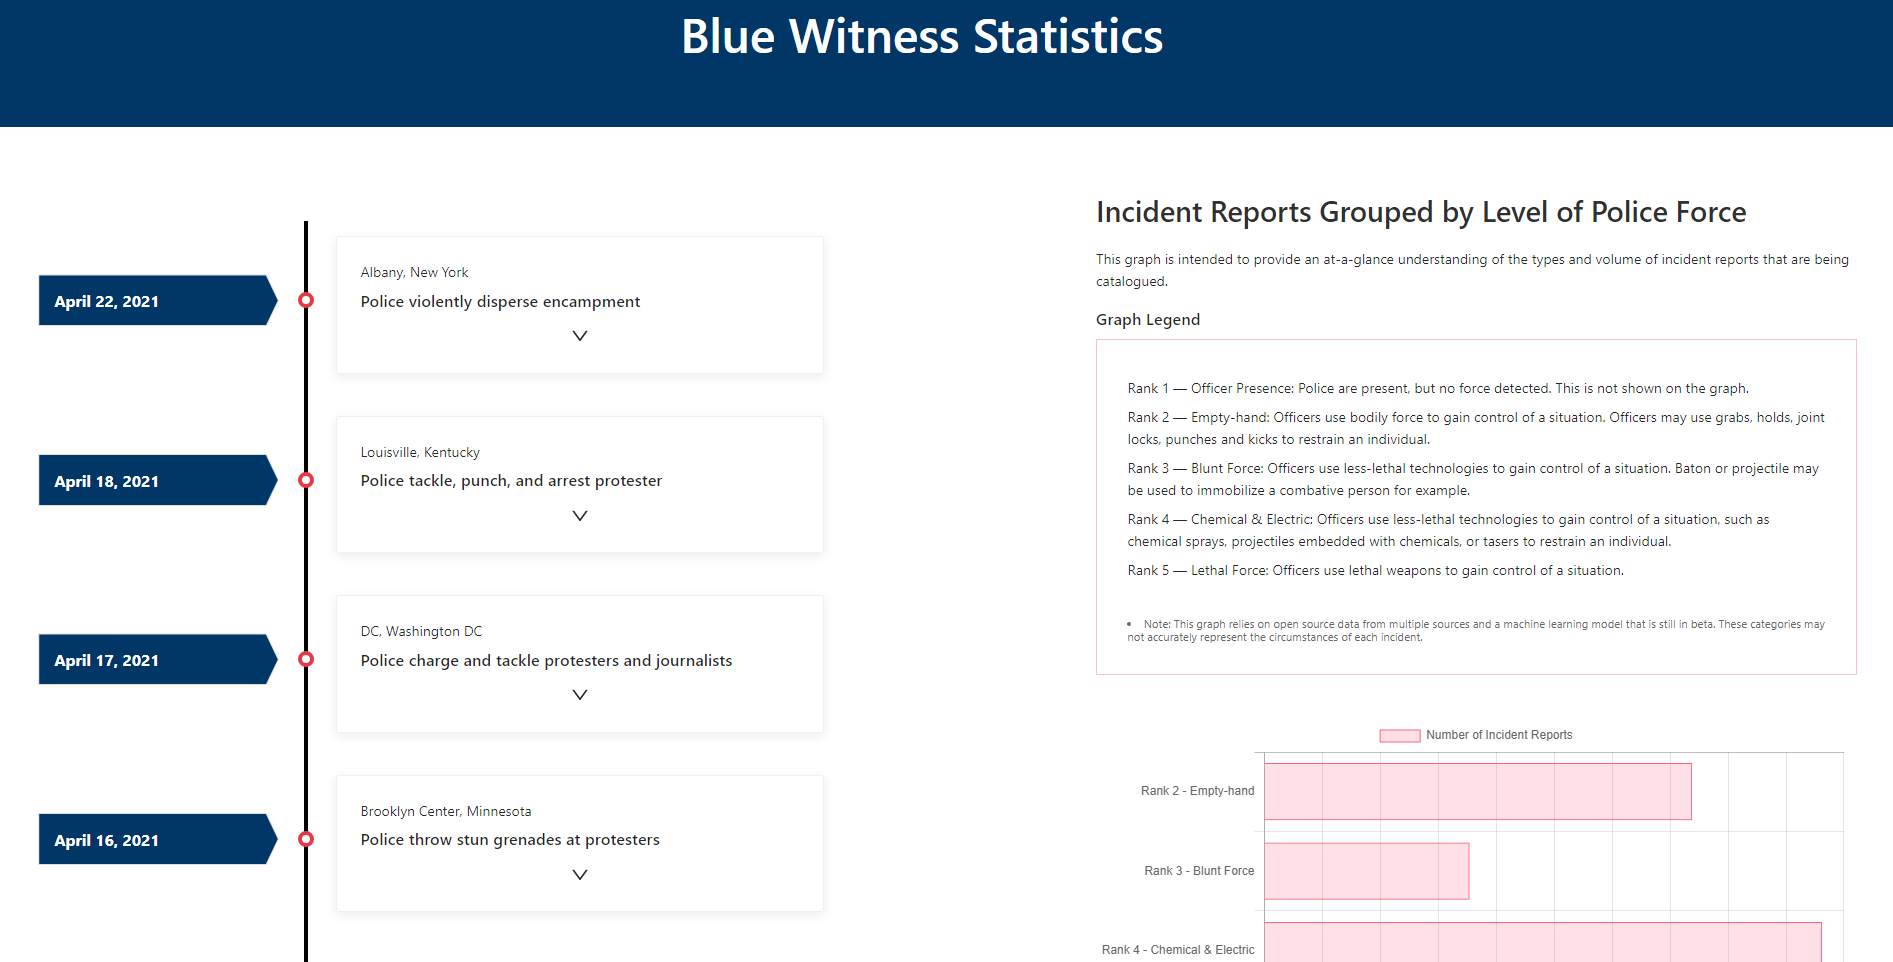 Blue Witness Statistics
April 22, 2021
Albany, New York
Police violently disperse encampment
April 18, 2021
Louisville, Kentucky
Police tackle, punch, and arrest protester
April 17, 2021
DC, Washington DC
Police charge and tackle protesters and journalists
April 16, 2021
Brooklyn Center, Minnesota
Police throw stun grenades at protesters
Incident Reports Grouped by Level of Police Force
This graph is intended to provide an at-a-glance understanding of the types and volume of incident reports that are being
catalogued.
Graph Legend
Rank 1 — Officer Presence: Police are present, but no force detected. This is not shown on the graph.
Rank 2 — Empty-hand: Officers use bodily force to gain control of a situation. Officers may use grabs, holds, joint
locks, punches and kicks to restrain an individual.
Rank 3 — Blunt Force: Officers use less-lethal technologies to gain control of a situation. Baton or projectile may
be used to immobilize a combative person for example.
Rank 4 — Chemical & Electric: Officers use less-lethal technologies to gain control of a situation, such as
chemical sprays, projectiles embedded with chemicals, or tasers to restrain an individual.
Rank 5 — Lethal Force: Officers use lethal weapons to gain control of a situation.
• Note: This graph relies on open source data from multiple sources and a machine learning model that is still in beta. These categories may
not accurately represent the circumstances of each incident.
Number of Incident Reports
Rank 2 - Empty-hand
Rank 3 - Blunt Force
Rank 4 - Chemical & Electric